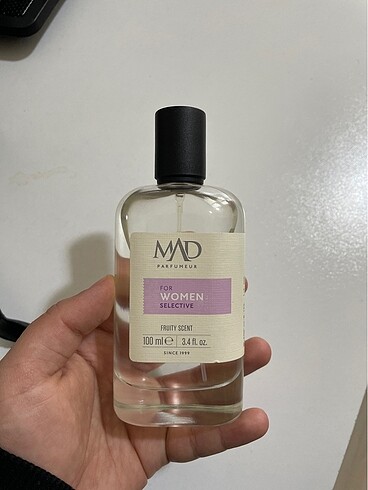 MAD
PARFUMEUR
FOR
WOMEN
SELECTIVE
FRUITY SCENT
100 ml ℮ 3.4 fl. oz.
SINCE 1999